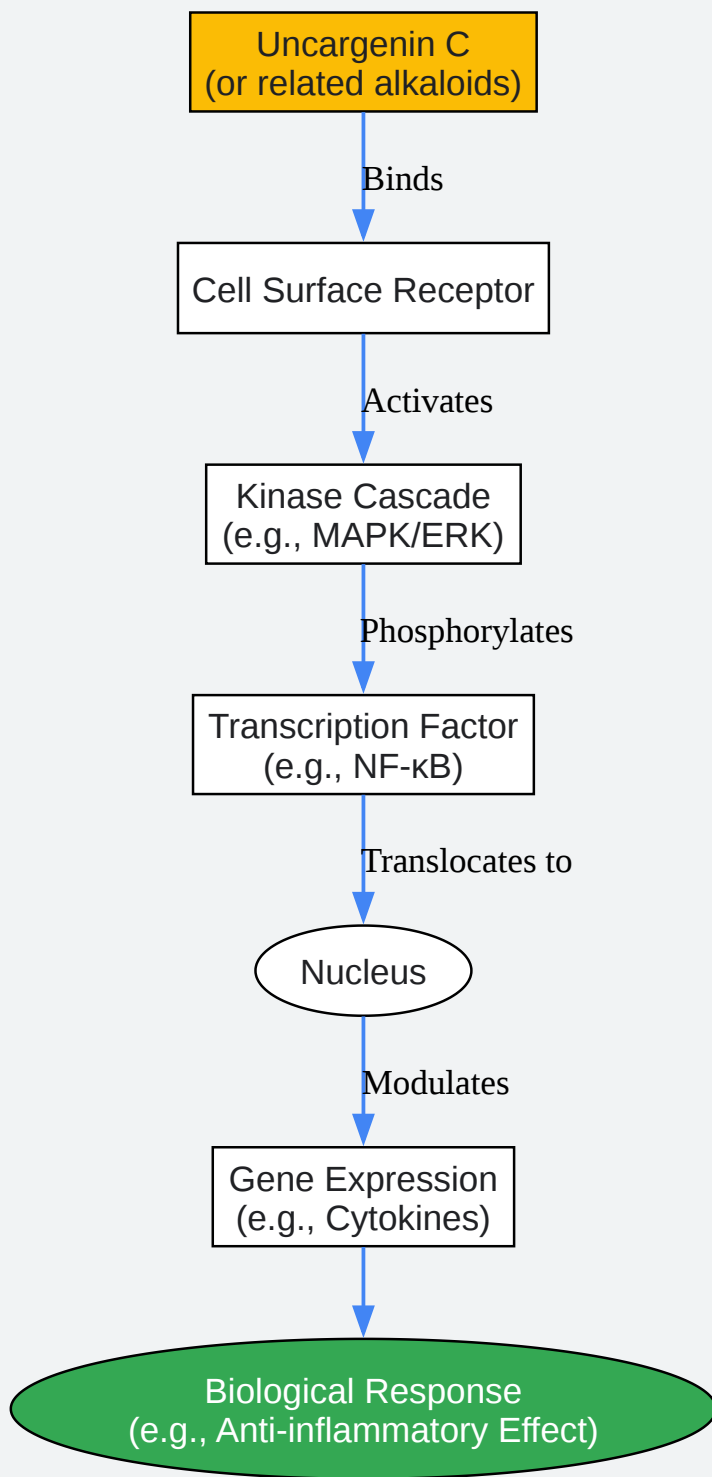 Uncargenin C
(or related alkaloids)
Binds
Cell Surface Receptor
Activates
Kinase Cascade
(e.g., MAPK/ERK)
Phosphorylates
Transcription Factor
(e.g., NF-κB)
Translocates to
Nucleus
Modulates
Gene Expression
(e.g., Cytokines)
Biological Response
(e.g., Anti-inflammatory Effect)